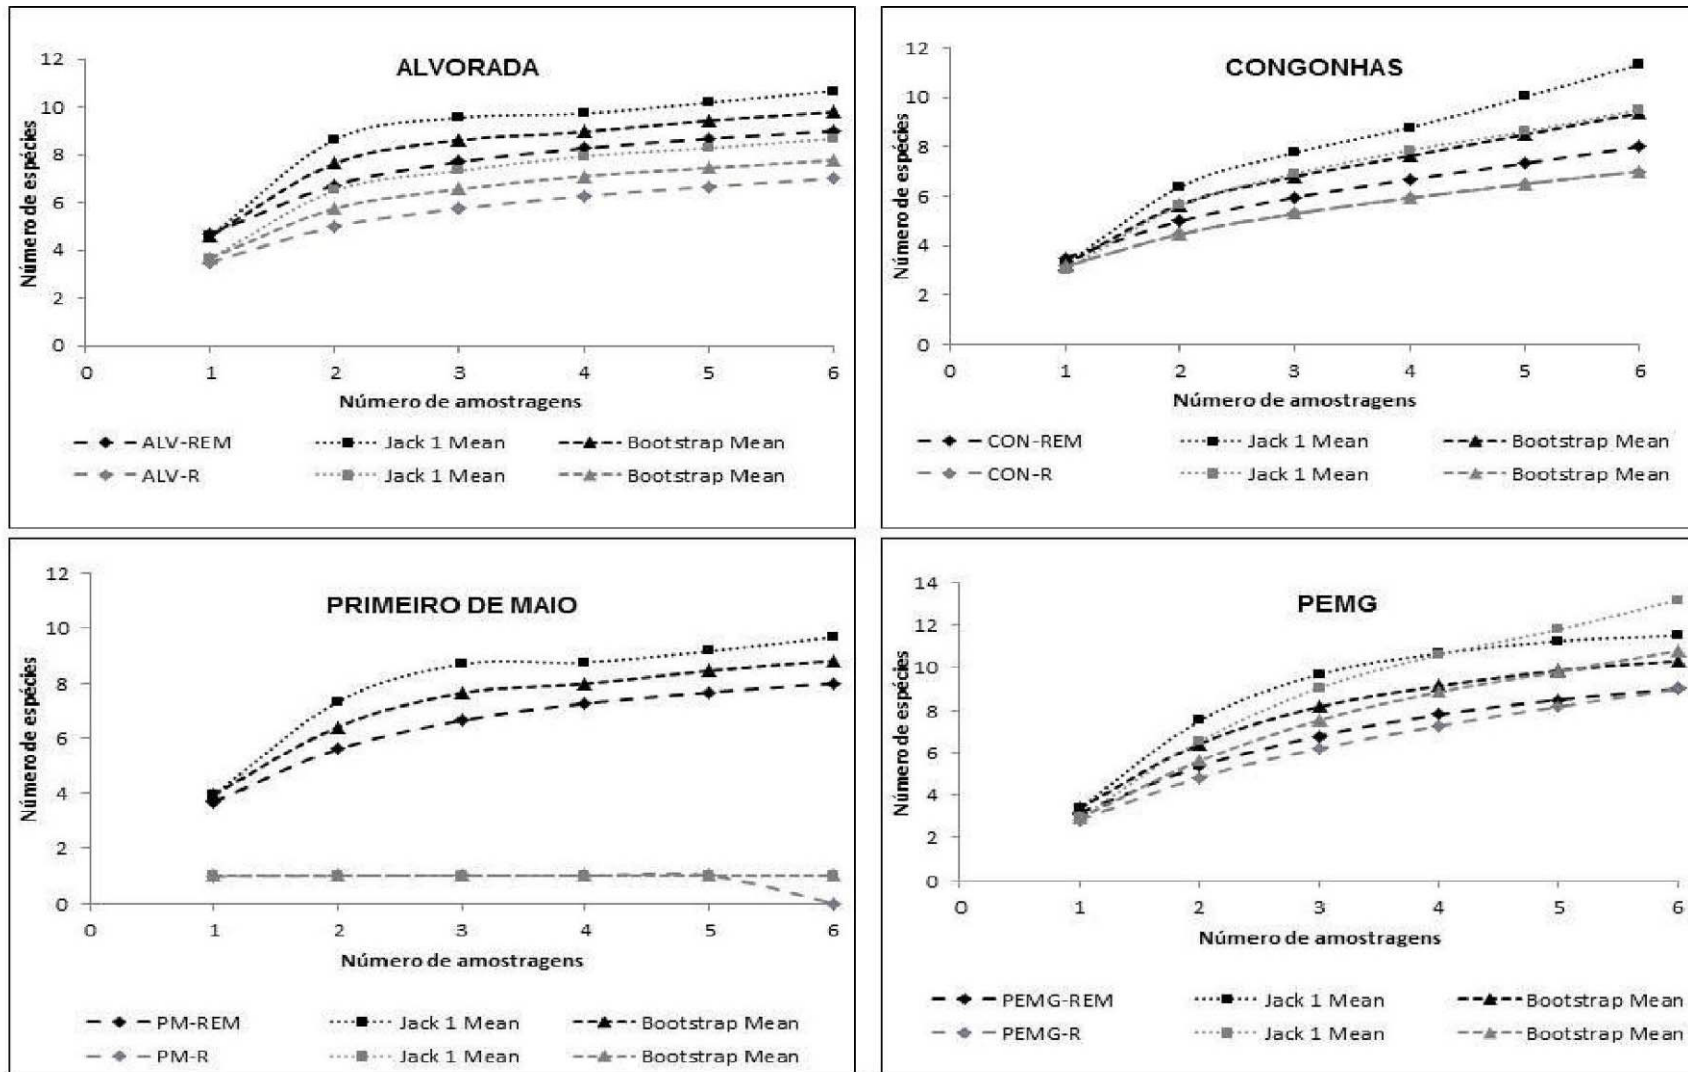 ALVORADA
Número de espécies
12
10
8
6
4
2
0
0 1 2 3 4 5 6
Número de amostragens
ALV-REM Jack 1 Mean Bootstrap Mean
ALV-R Jack 1 Mean Bootstrap Mean
CONGONHAS
Número de espécies
12
10
8
6
4
2
0
0 1 2 3 4 5 6
Número de amostragens
CON-REM Jack 1 Mean Bootstrap Mean
CON-R Jack 1 Mean Bootstrap Mean
PRIMEIRO DE MAIO
Número de espécies
12
10
8
6
4
2
0
0 1 2 3 4 5 6
Número de amostragens
PM-REM Jack 1 Mean Bootstrap Mean
PM-R Jack 1 Mean Bootstrap Mean
PEMG
Número de espécies
14
12
10
8
6
4
2
0
0 1 2 3 4 5 6
Número de amostragens
PEMG-REM Jack 1 Mean Bootstrap Mean
PEMG-R Jack 1 Mean Bootstrap Mean